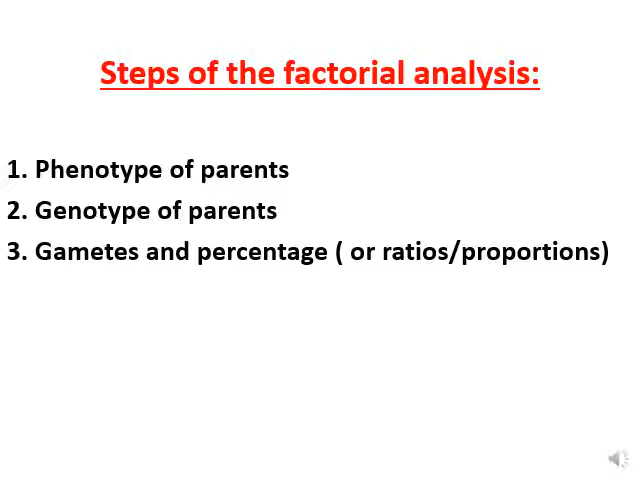 Steps of the factorial analysis:
1. Phenotype of parents
2. Genotype of parents
3. Gametes and percentage ( or ratios/proportions)